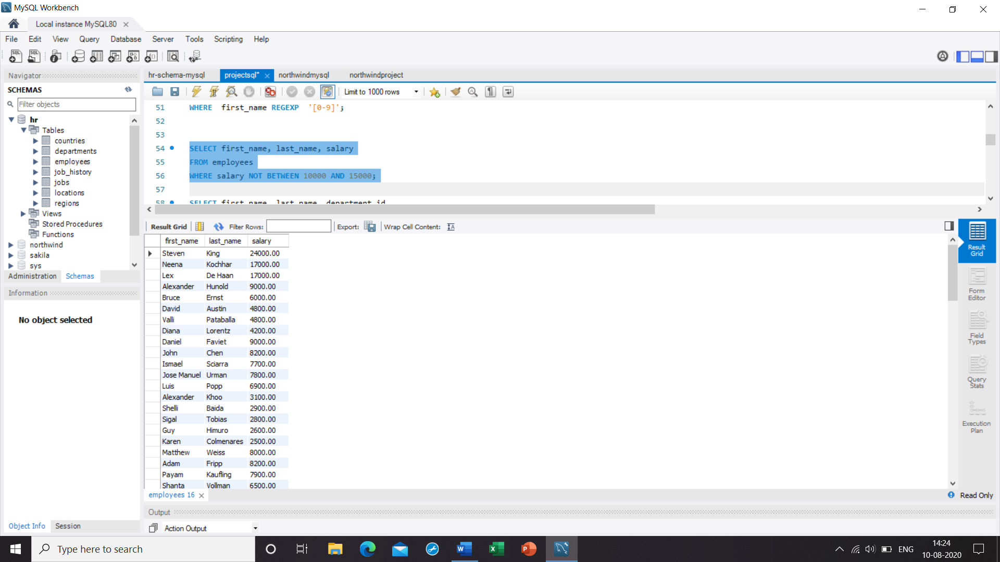 MySQL Workbench
Local instance MySQL80
File Edit View Query Database Server Tools Scripting Help
Navigator
SCHEMAS
Filter objects
hr
Tables
countries
departments
employees
job_history
jobs
locations
regions
Views
Stored Procedures
Functions
northwind
sakila
sys
Administration Schemas
Information
No object selected
Object Info Session
hr-schema-mysql projectsql* northwindmysql northwindproject
Limit to 1000 rows
51 WHERE first_name REGEXP '[0-9]';
52
53
54 SELECT first_name, last_name, salary
55 FROM employees
56 WHERE salary NOT BETWEEN 10000 AND 15000;
57
58 SELECT first_name, last_name, department_id
Result Grid Filter Rows: Export: Wrap Cell Content:
first_name last_name salary
Steven King 24000.00
Neena Kochhar 17000.00
Lex De Haan 17000.00
Alexander Hunold 9000.00
Bruce Ernst 6000.00
David Austin 4800.00
Valli Pataballa 4800.00
Diana Lorentz 4200.00
Daniel Faviet 9000.00
John Chen 8200.00
Ismael Sciarra 7700.00
Jose Manuel Urman 7800.00
Luis Popp 6900.00
Alexander Khoo 3100.00
Shelli Baida 2900.00
Sigal Tobias 2800.00
Guy Himuro 2600.00
Karen Colmenares 2500.00
Matthew Weiss 8000.00
Adam Fripp 8200.00
Payam Kaufling 7900.00
Shanta Vollman 6500.00
Result
Grid
Form
Editor
Field
Types
Query
Stats
Execution
Plan
employees 16
Read Only
Output
Action Output
Type here to search
ENG
14:24
10-08-2020